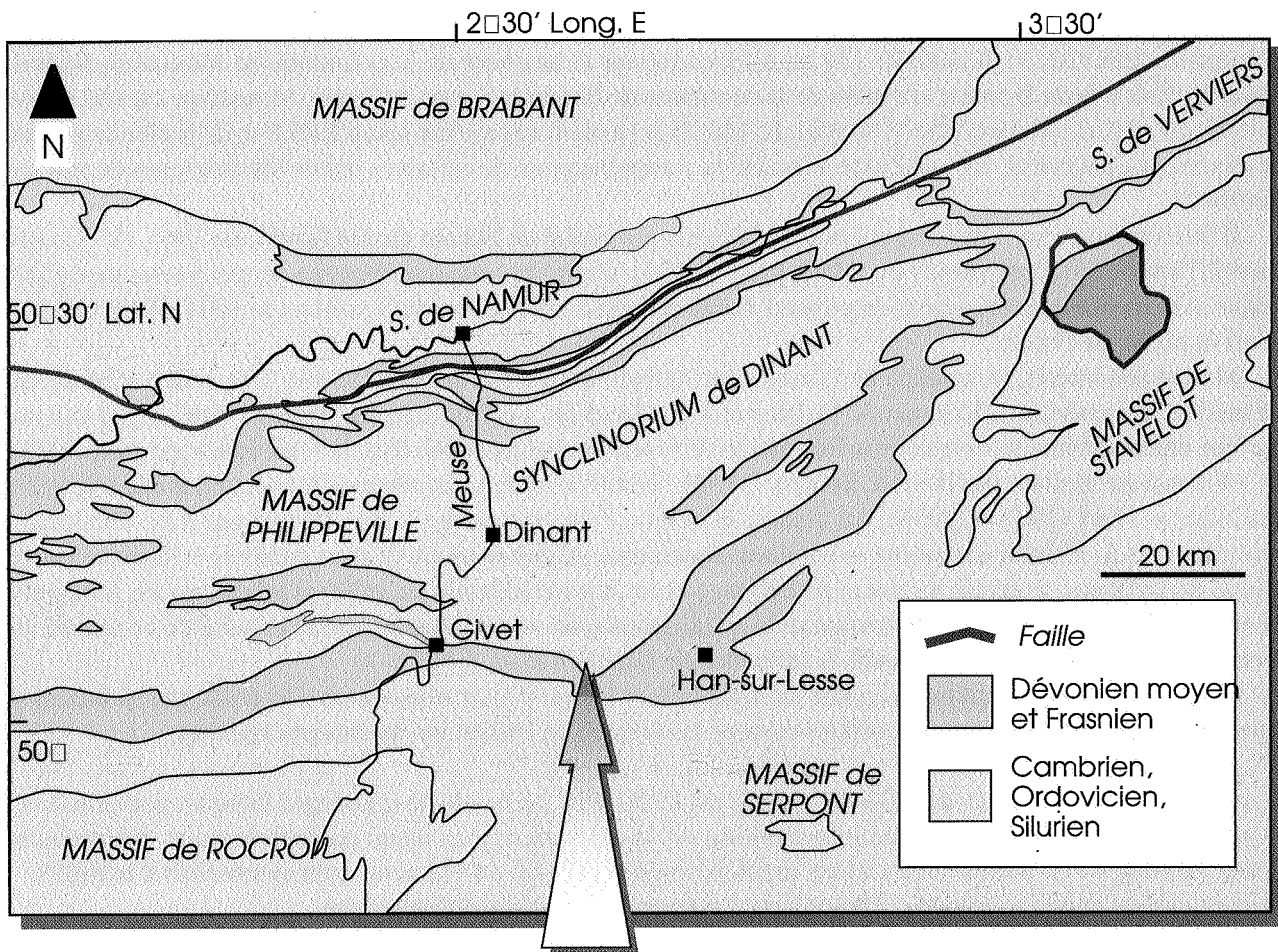 2□30' Long. E
3□30'
MASSIF de BRABANT
N
S. de VERVIERS
50□30' Lat. N
S. de NAMUR
SYNCLINORIUM de DINANT
MASSIF DE
STAVELOT
Meuse
MASSIF de
PHILIPPEVILLE
Dinant
20 km
Givet
Han-sur-Lesse
50□
MASSIF de
SERPONT
MASSIF de ROCROI
Faille
Dévonien moyen
et Frasnien
Cambrien,
Ordovicien,
Silurien